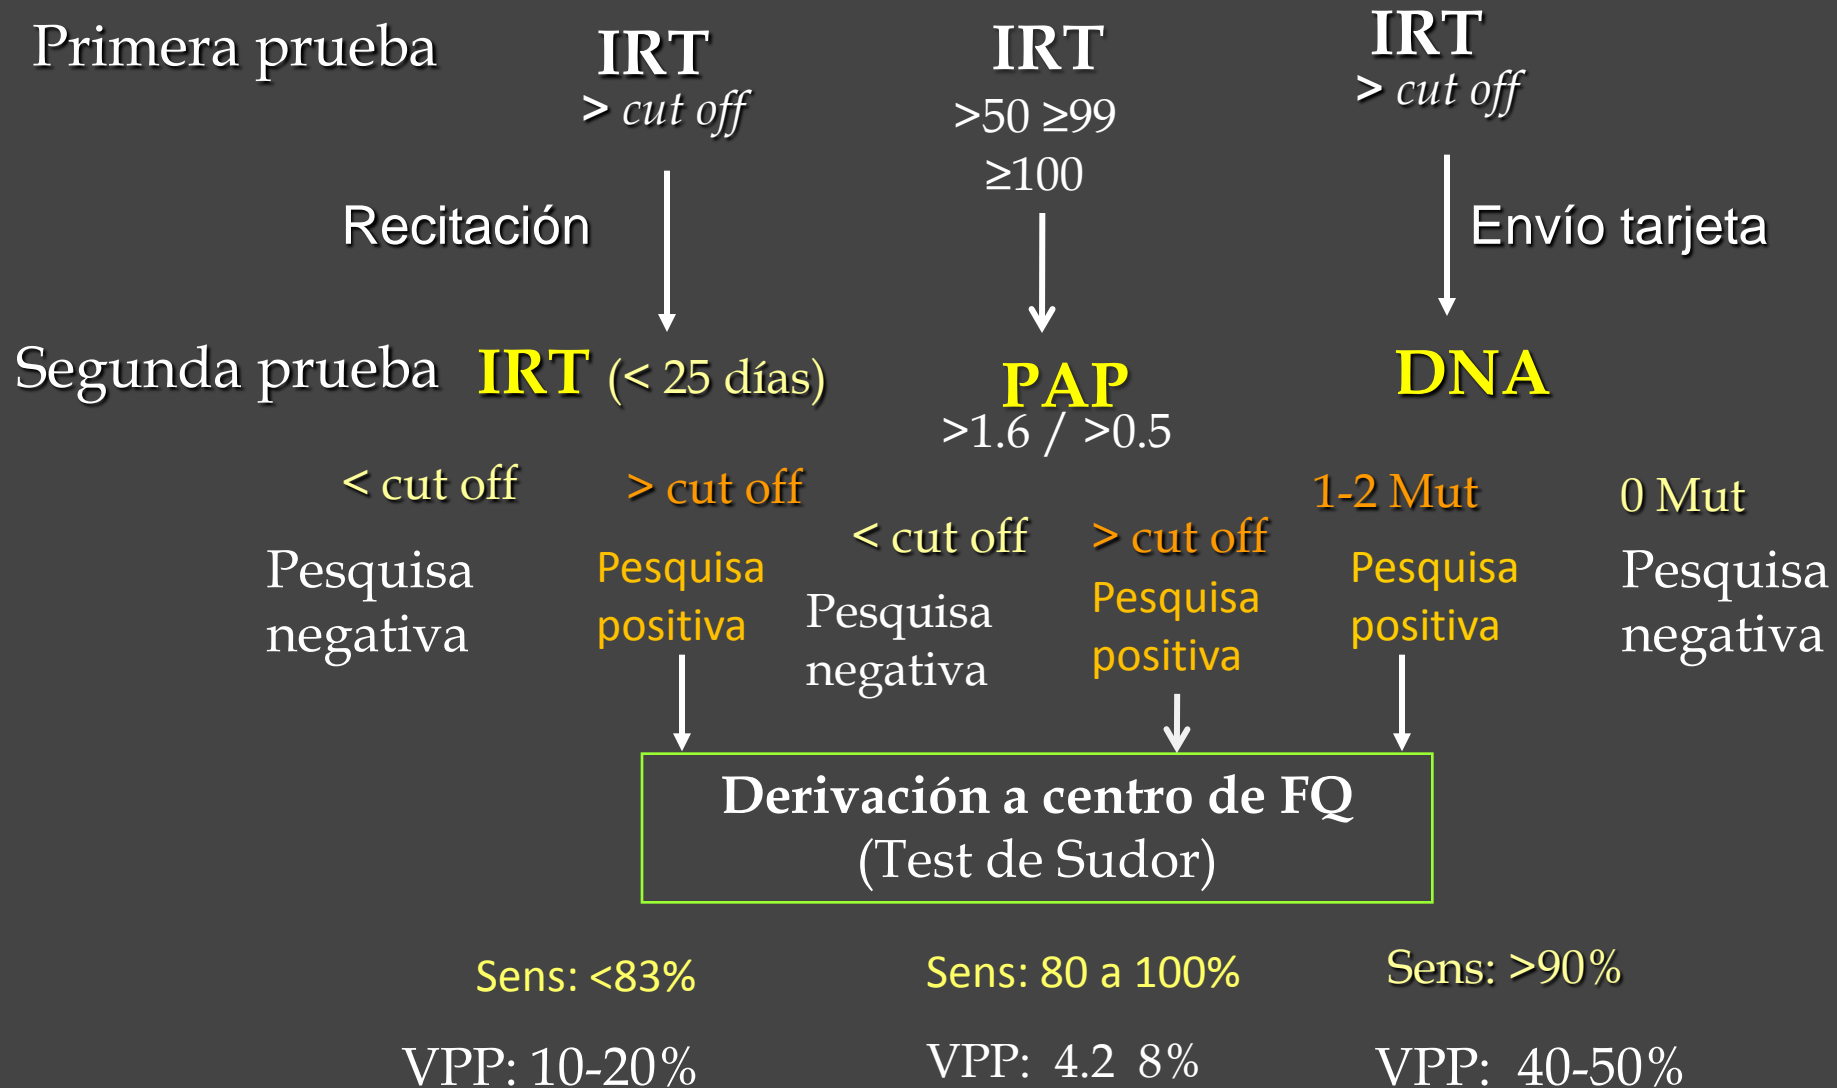 Primera prueba
IRT
> cut off
IRT
>50 ≥99
≥100
IRT
> cut off
Recitación
Envío tarjeta
Segunda prueba
IRT (< 25 días)
PAP
>1.6 / >0.5
DNA
< cut off
Pesquisa
negativa
> cut off
Pesquisa
positiva
< cut off
Pesquisa
negativa
> cut off
Pesquisa
positiva
1-2 Mut
Pesquisa
positiva
0 Mut
Pesquisa
negativa
Derivación a centro de FQ
(Test de Sudor)
Sens: <83%
Sens: 80 a 100%
Sens: >90%
VPP: 10-20%
VPP: 4.2 8%
VPP: 40-50%